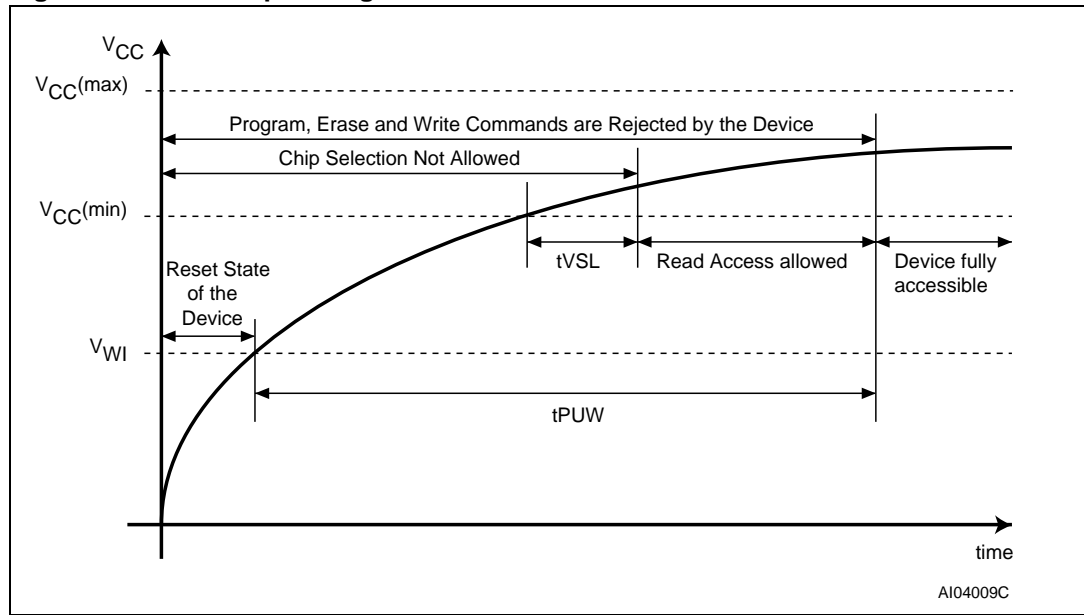 VCC
VCC(max)
Program, Erase and Write Commands are Rejected by the Device
Chip Selection Not Allowed
VCC(min)
tVSL
Read Access allowed
Device fully
accessible
Reset State
of the
Device
VWI
tPUW
time
AI04009C